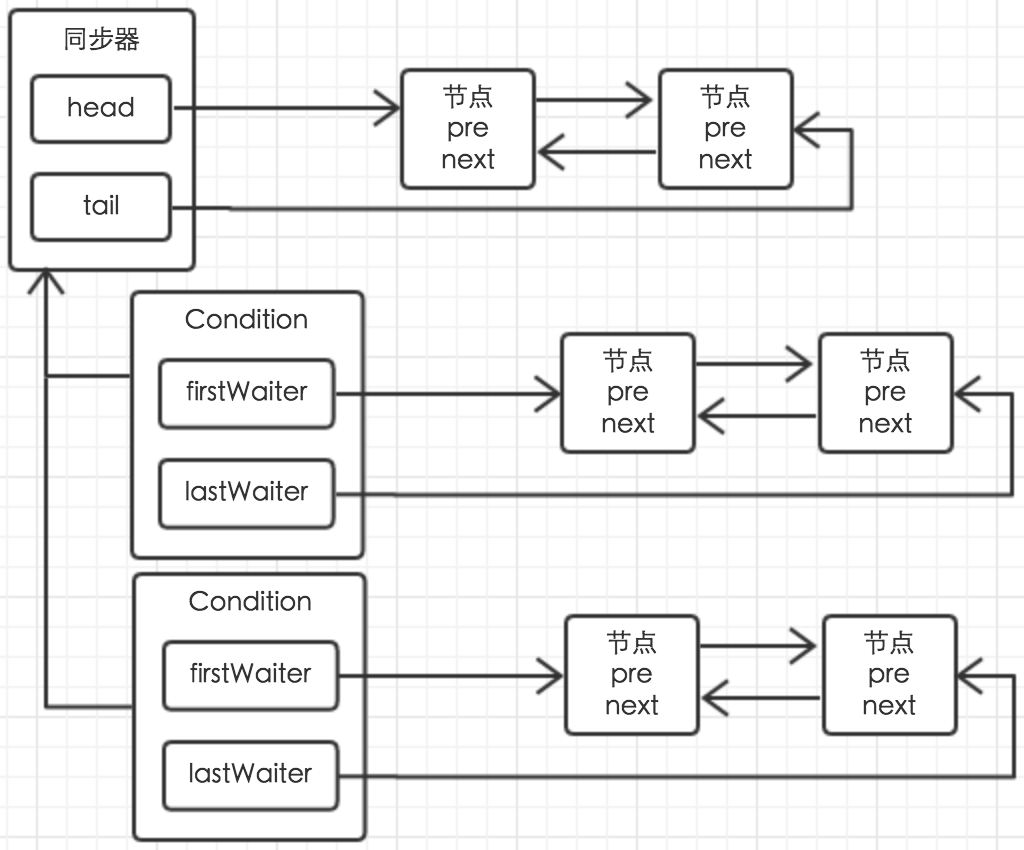 同步器
head
tail
节点
pre
next
节点
pre
next
Condition
firstWaiter
lastWaiter
节点
pre
next
节点
pre
next
Condition
firstWaiter
lastWaiter
节点
pre
next
节点
pre
next